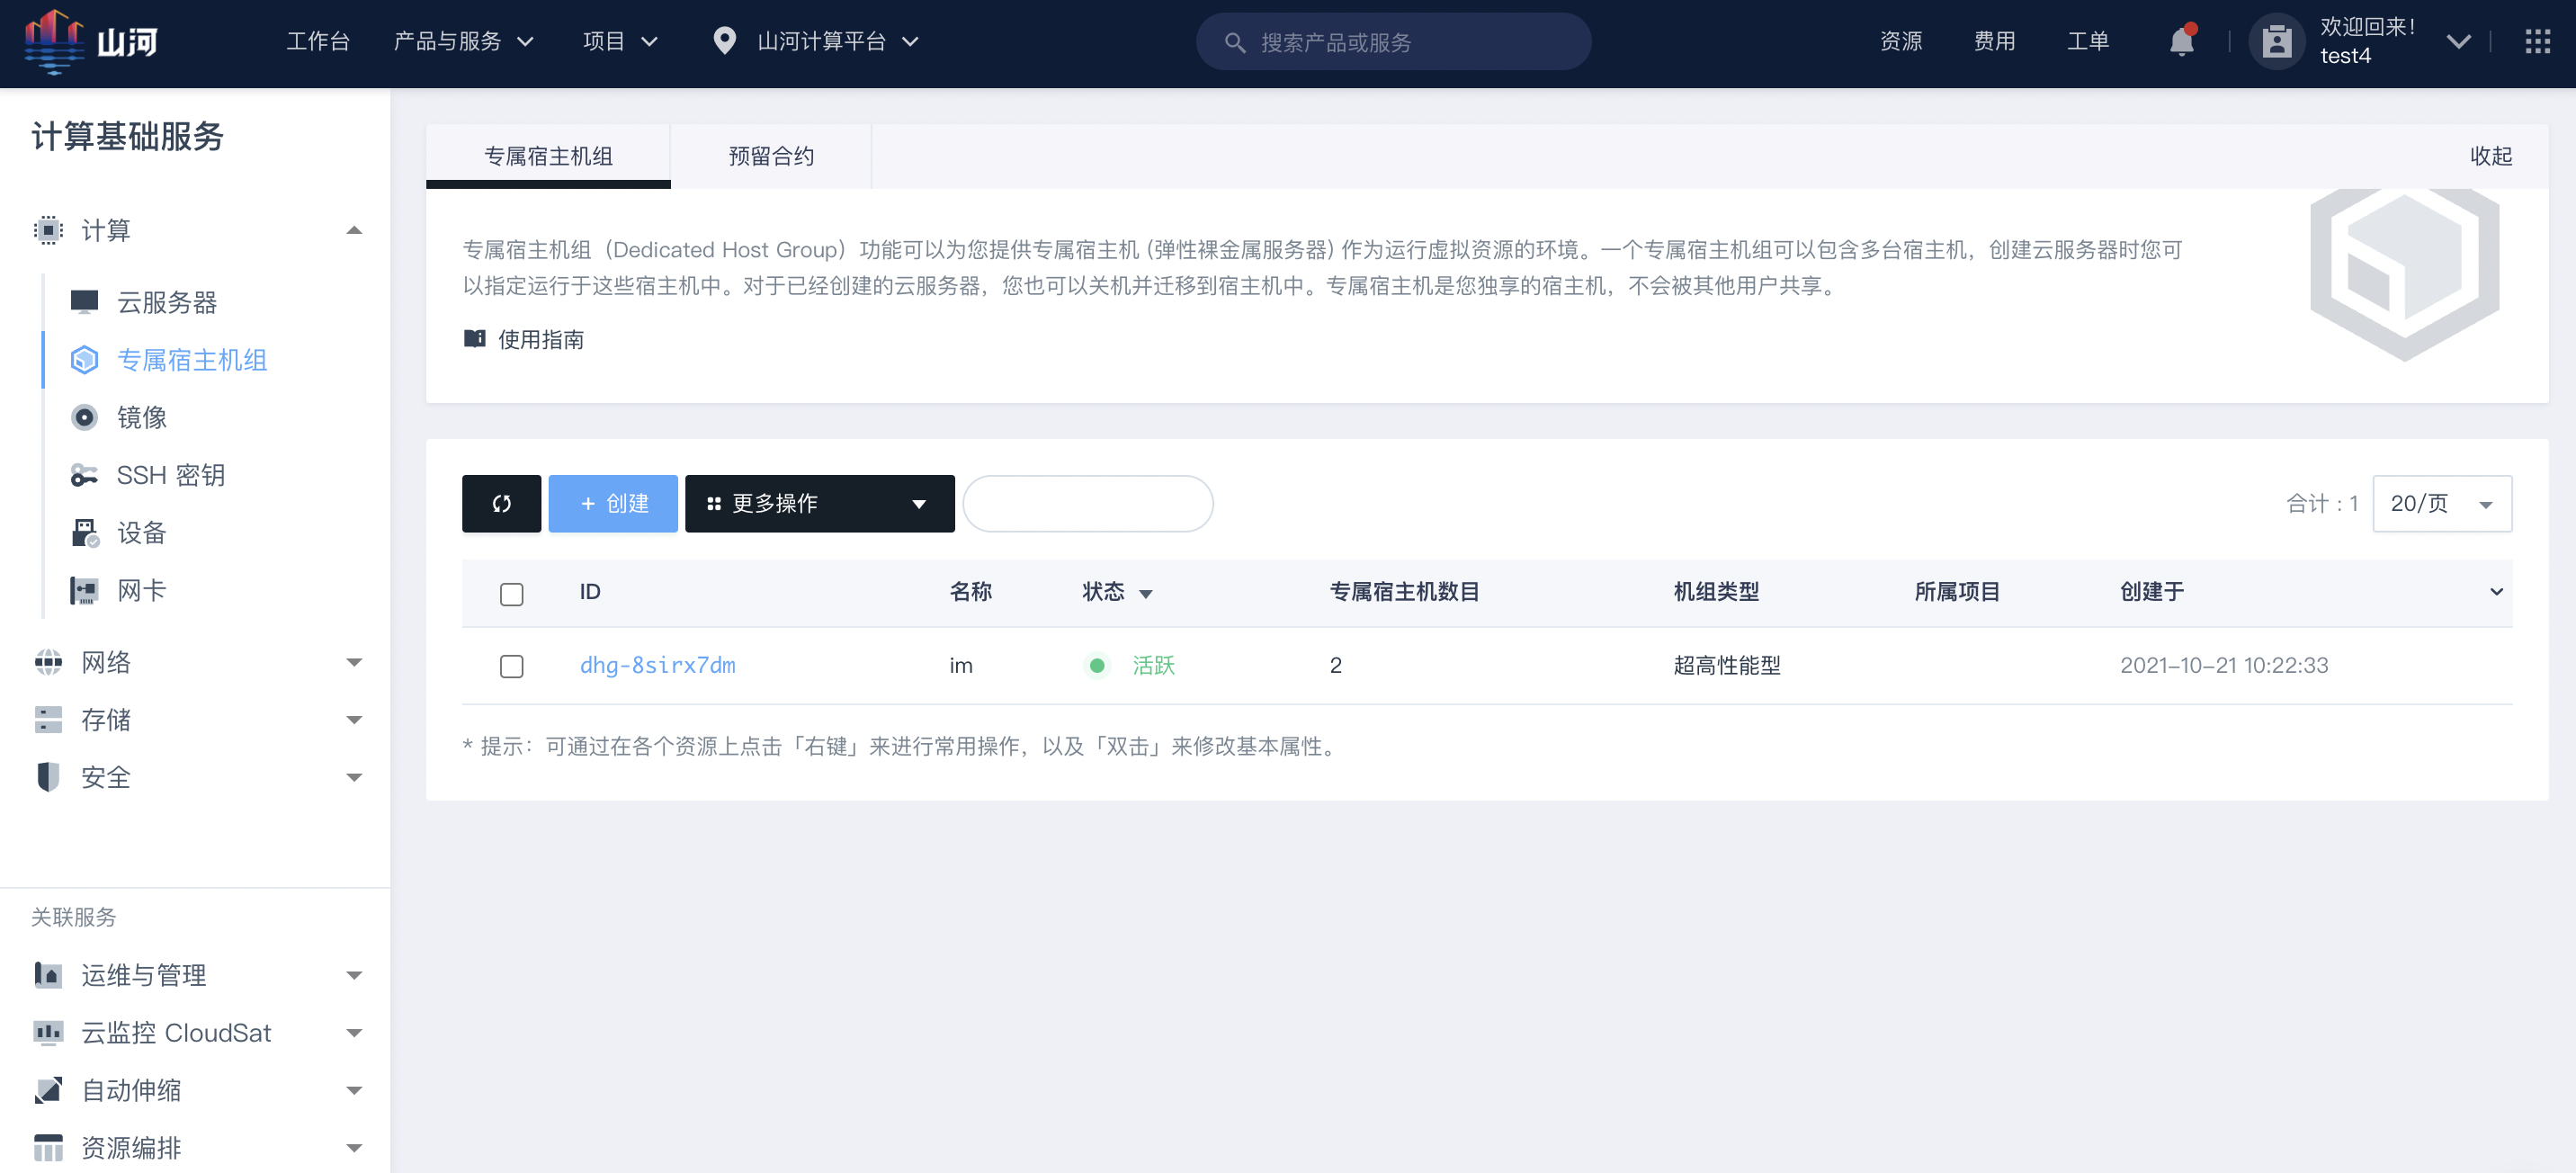 山河
工作台
产品与服务
项目
山河计算平台
搜索产品或服务
资源
费用
工单
欢迎回来!
test4
计算基础服务
计算
云服务器
专属宿主机组
镜像
SSH 密钥
设备
网卡
网络
存储
安全
关联服务
运维与管理
云监控 CloudSat
自动伸缩
资源编排
专属宿主机组
预留合约
收起
专属宿主机组（Dedicated Host Group）功能可以为您提供专属宿主机 (弹性裸金属服务器) 作为运行虚拟资源的环境。一个专属宿主机组可以包含多台宿主机，创建云服务器时您可
以指定运行于这些宿主机中。对于已经创建的云服务器，您也可以关机并迁移到宿主机中。专属宿主机是您独享的宿主机，不会被其他用户共享。
使用指南
+ 创建
更多操作
合计 : 1
20/页
ID 名称 状态 专属宿主机数目 机组类型 所属项目 创建于
dhg-8sirx7dm im 活跃 2 超高性能型 2021-10-21 10:22:33
* 提示：可通过在各个资源上点击「右键」来进行常用操作，以及「双击」来修改基本属性。